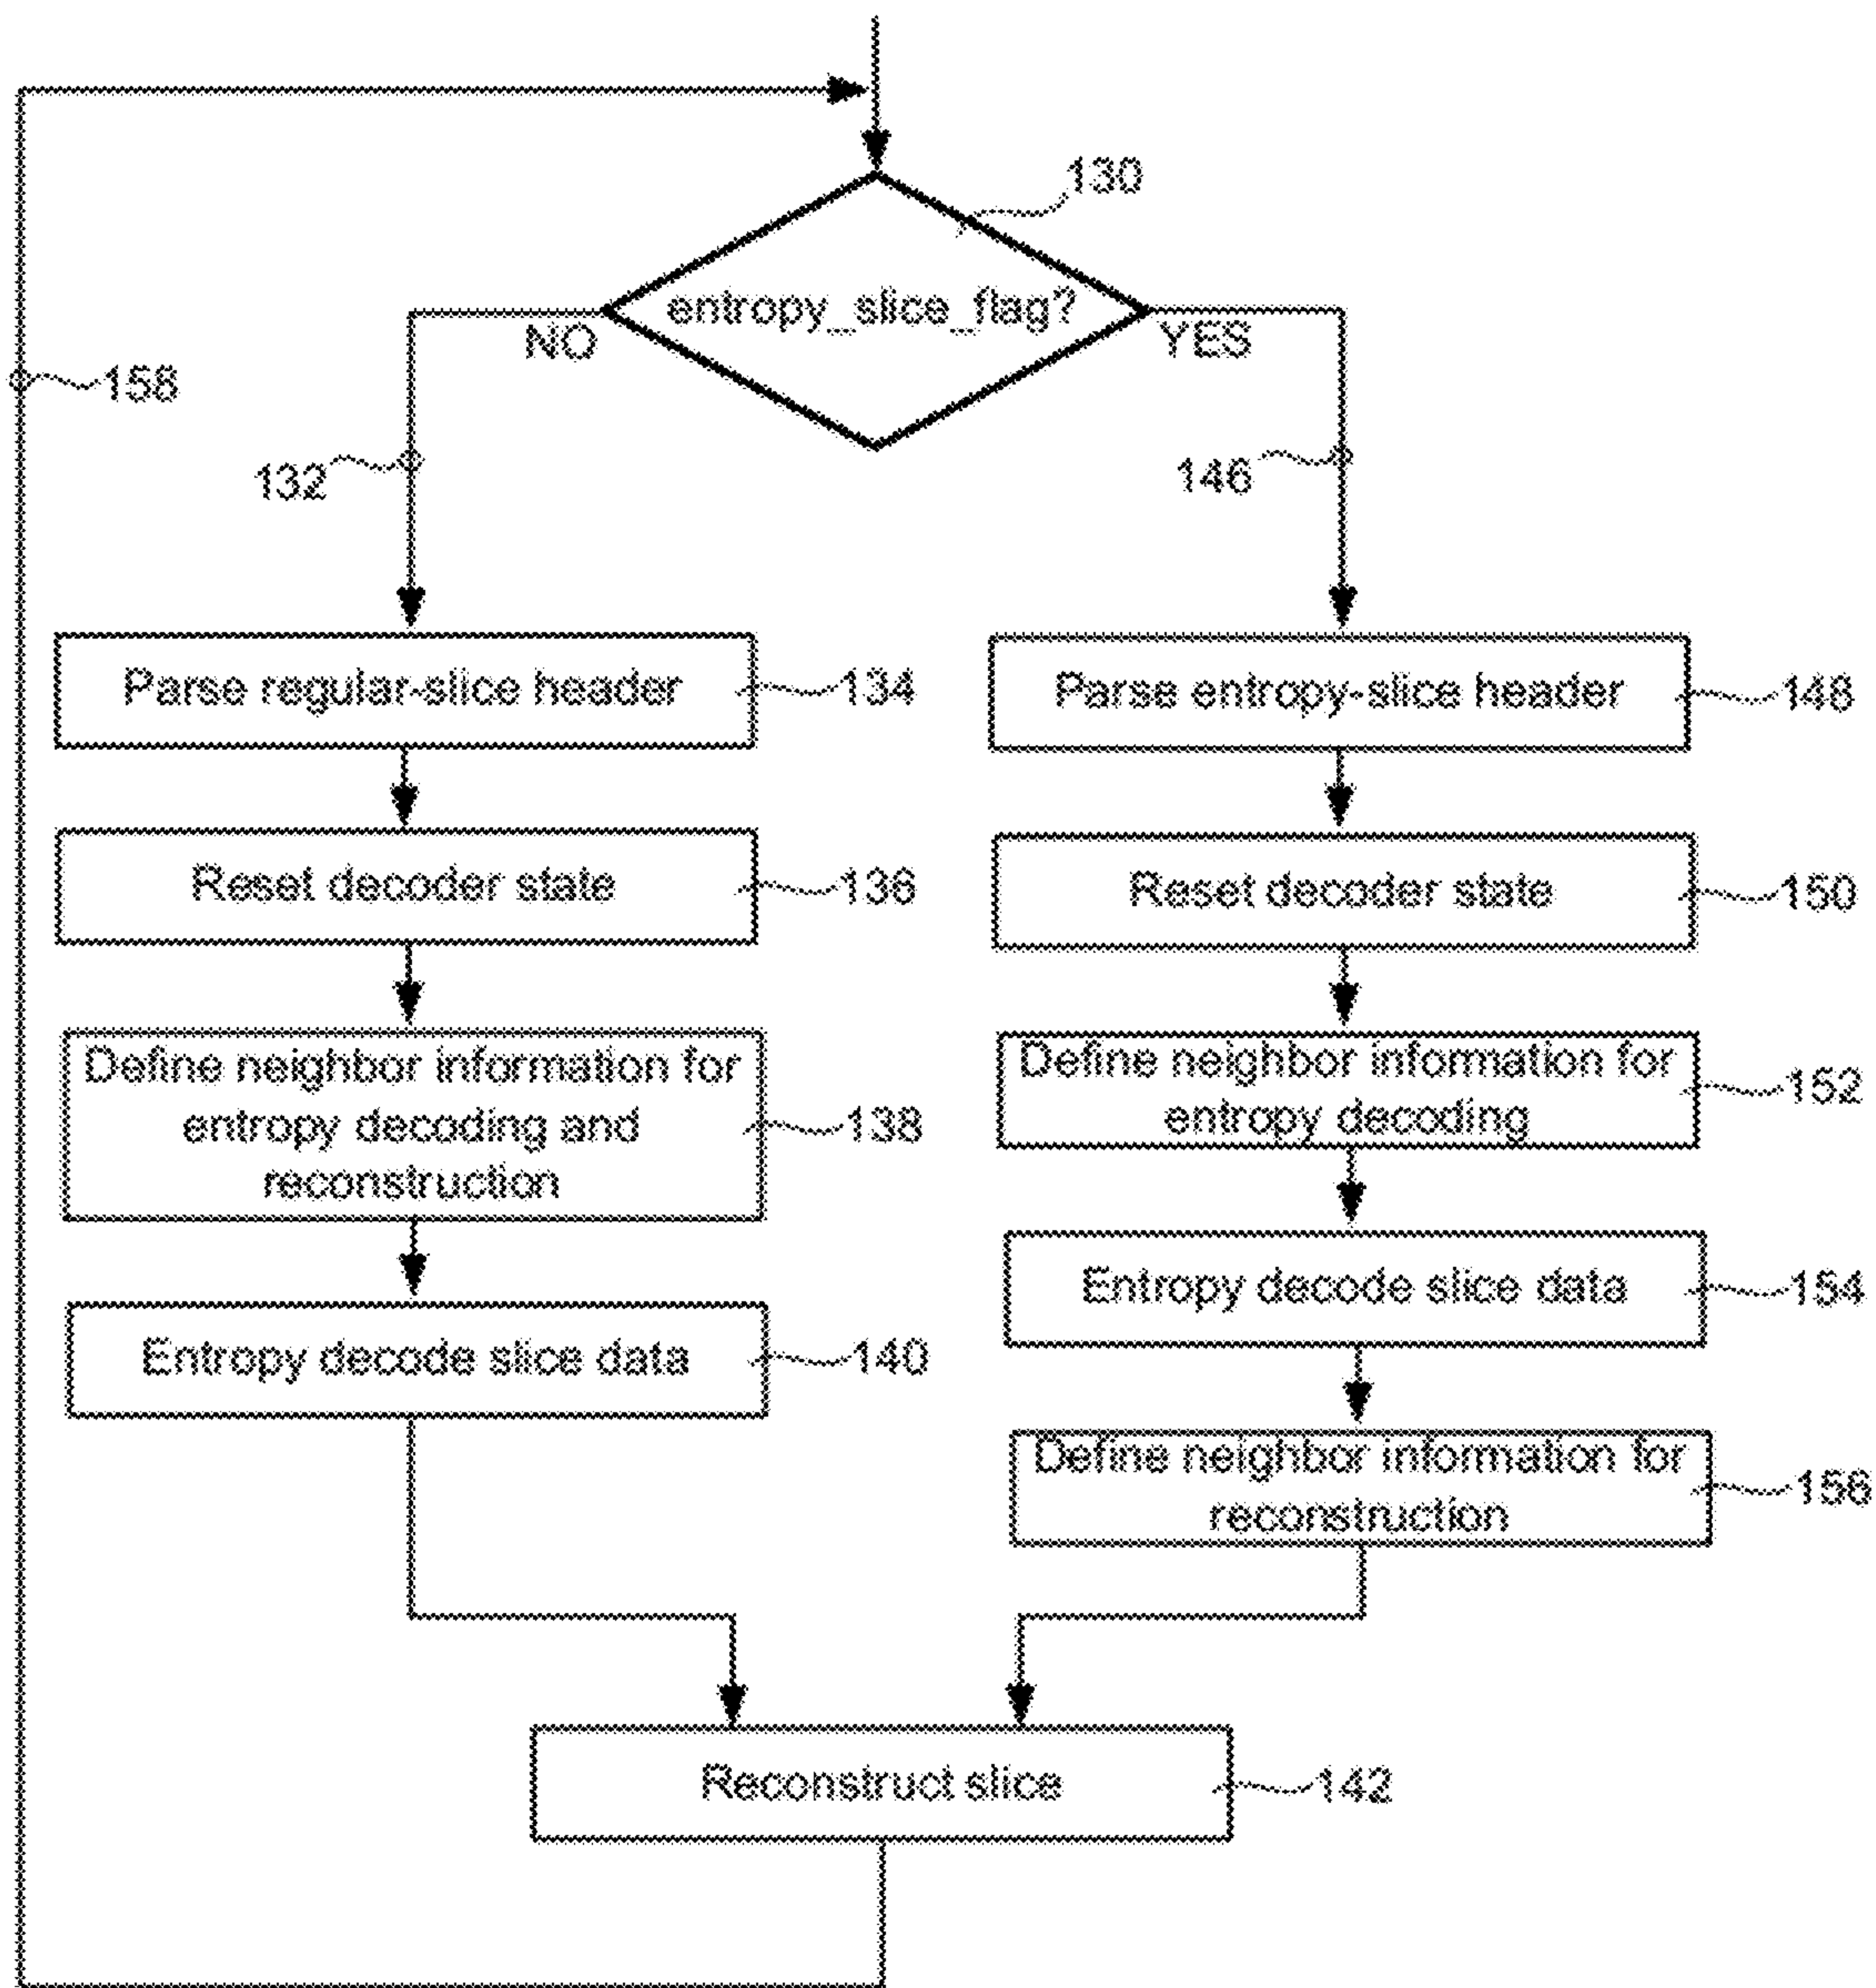 130
entropy_slice_flag?
NO
YES
158
132
146
Parse regular-slice header
134
Parse entropy-slice header
148
Reset decoder state
136
Reset decoder state
150
Define neighbor information for
entropy decoding and
reconstruction
138
Define neighbor information for
entropy decoding
152
Entropy decode slice data
154
Entropy decode slice data
140
Define neighbor information for
reconstruction
156
Reconstruct slice
142